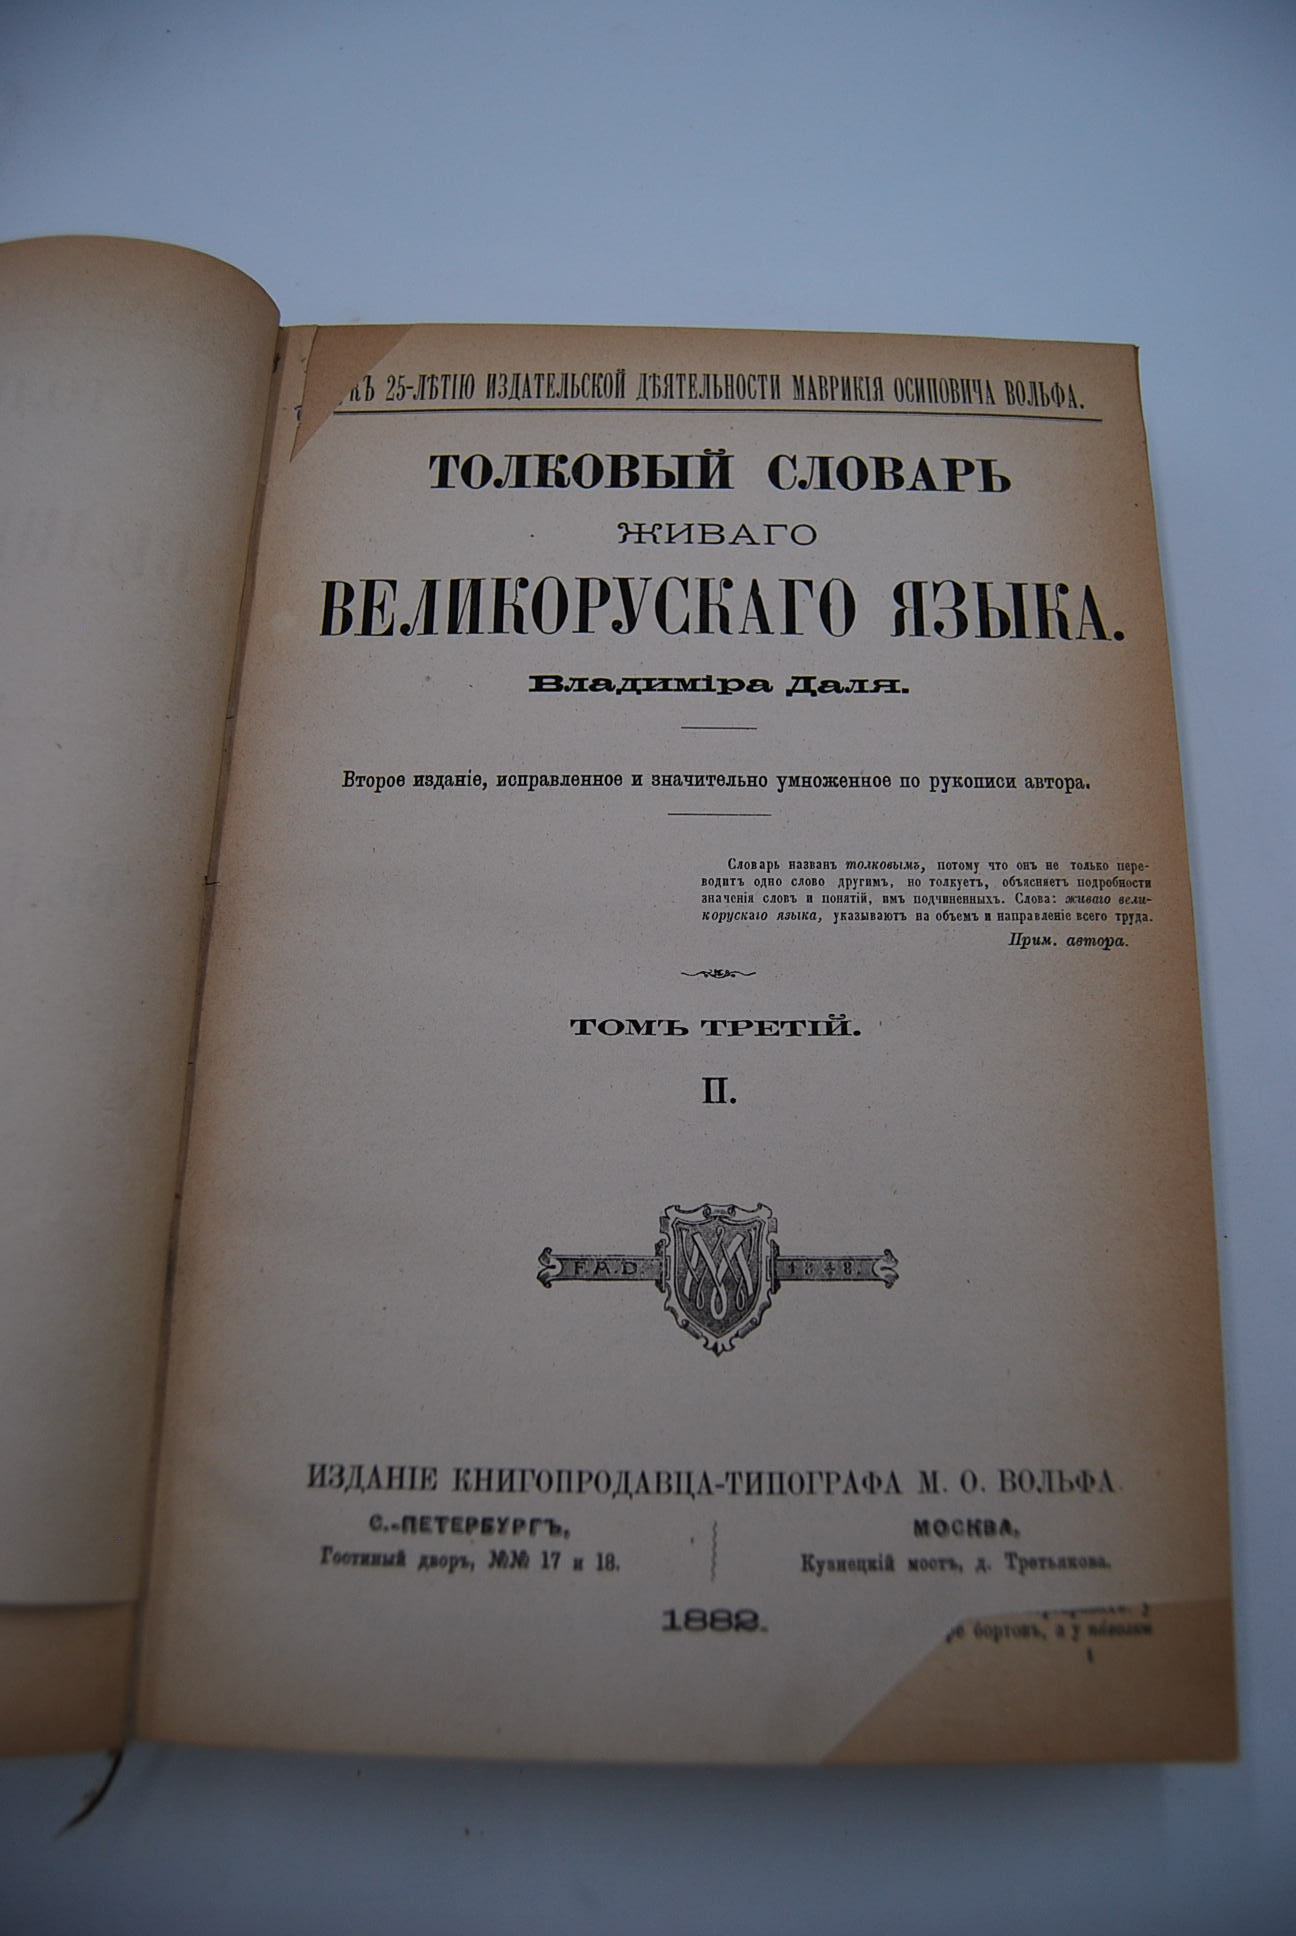 КЪ 25-ЛѢТІЮ ИЗДАТЕЛЬСКОЙ ДѢЯТЕЛЬНОСТИ МАВРИКІЯ ОСИПОВИЧА ВОЛЬФА.
ТОЛКОВЫЙ СЛОВАРЬ
ЖИВАГО
ВЕЛИКОРУСКАГО ЯЗЫКА.
Владиміра Даля.
Второе изданіе, исправленное и значительно умноженное по рукописи автора.
Словарь названъ толковымъ, потому что онъ не только пере-
водитъ одно слово другимъ, но толкуетъ, объясняетъ подробности
значенія словъ и понятій, имъ подчиненныхъ. Слова: живаго вели-
корускаго языка, указываютъ на объемъ и направленіе всего труда.
Прим. автора.
ТОМЪ ТРЕТІЙ.
П.
F.A.D. 1848.
ИЗДАНІЕ КНИГОПРОДАВЦА-ТИПОГРАФА М. О. ВОЛЬФА.
С.-ПЕТЕРБУРГЪ,
Гостиный дворъ, №№ 17 и 18.
МОСКВА,
Кузнецкій мостъ, д. Третьякова.
1882.
бортовъ, а у
1